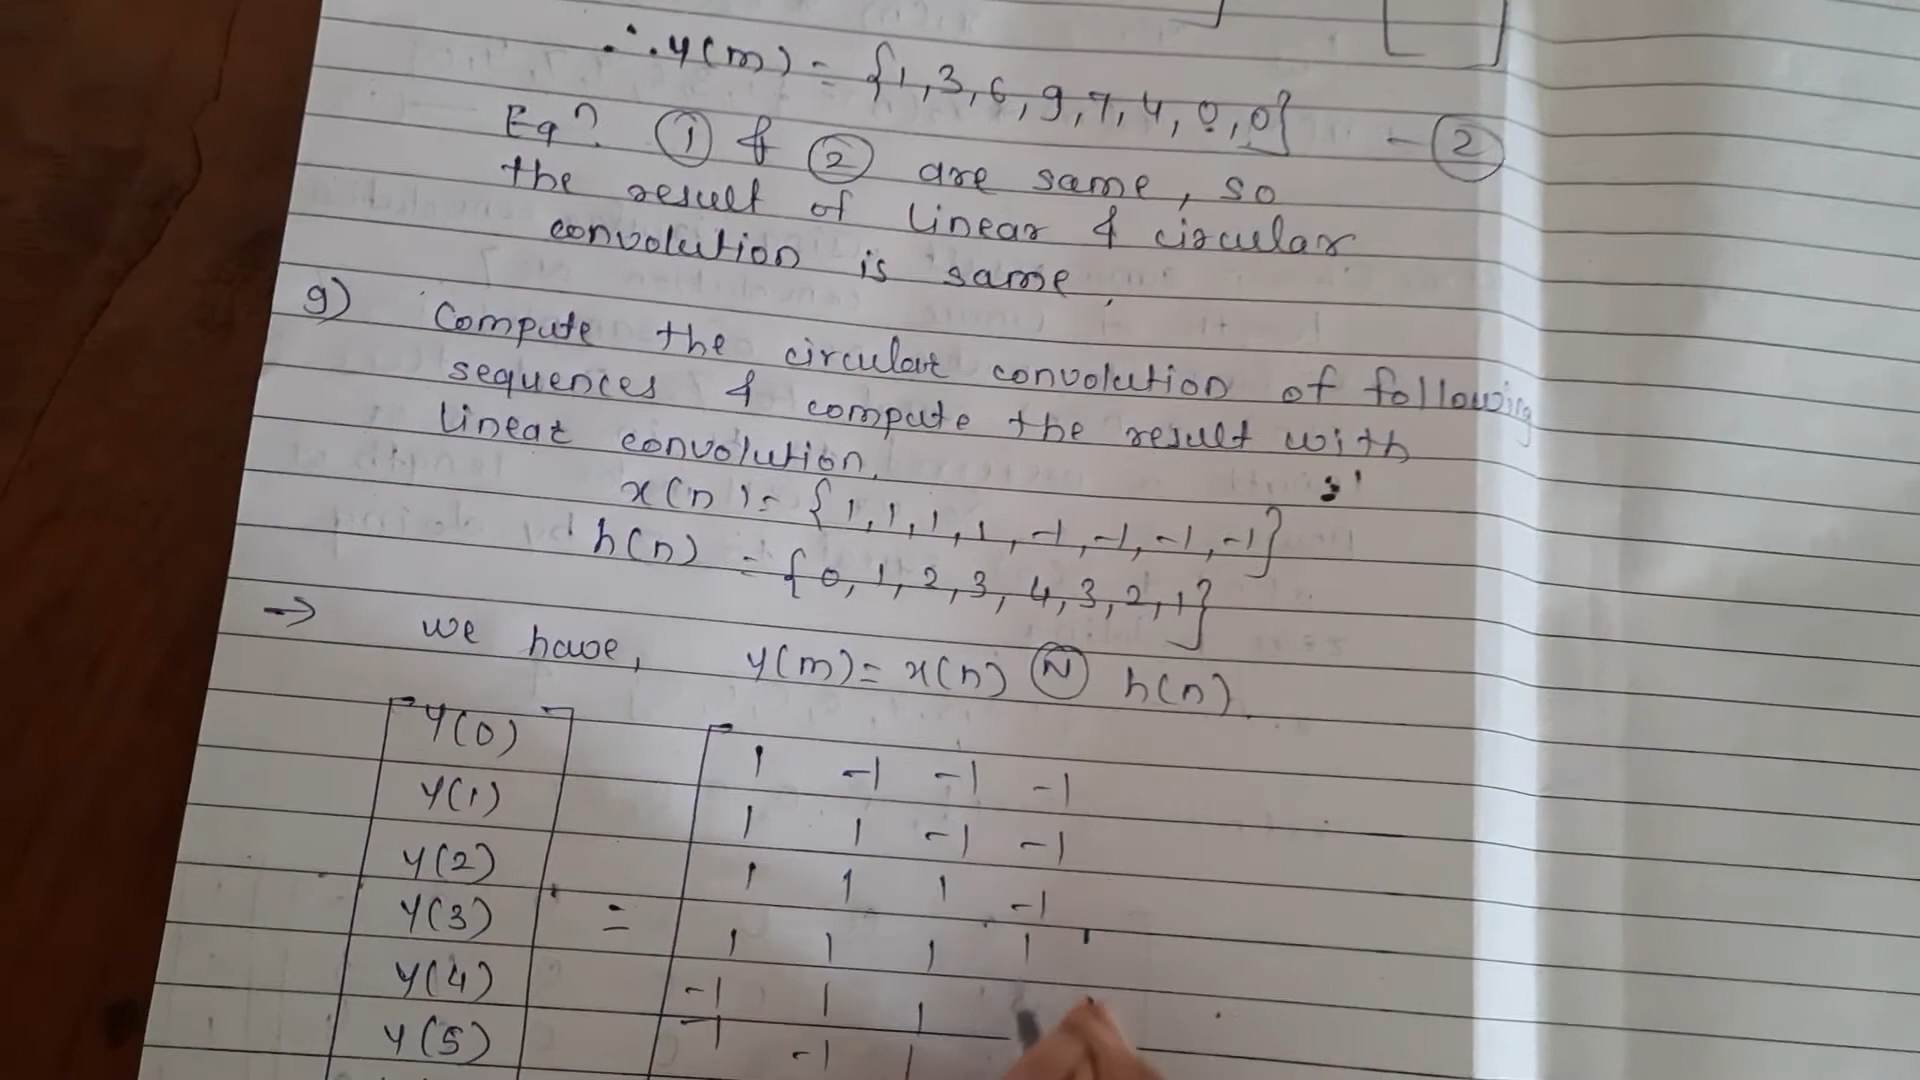 ∴ y(m) = {1,3,6,9,7,4,0,0} - ②
Eqⁿ. ① & ② are same, so
the result of linear & circular
convolution is same.
g) Compute the circular convolution of following
sequences & compute the result with
linear convolution.
x(n) = {1,1,1,1,-1,-1,-1,-1}
h(n) = {0,1,2,3,4,3,2,1}
→ we have, y(m) = x(n) Ⓝ h(n).
y(0) 1 -1 -1 -1
y(1) 1 1 -1 -1
y(2) 1 1 1 -1
y(3) = 1 1 1 1
y(4) -1 1 1
y(5) -1 -1 1